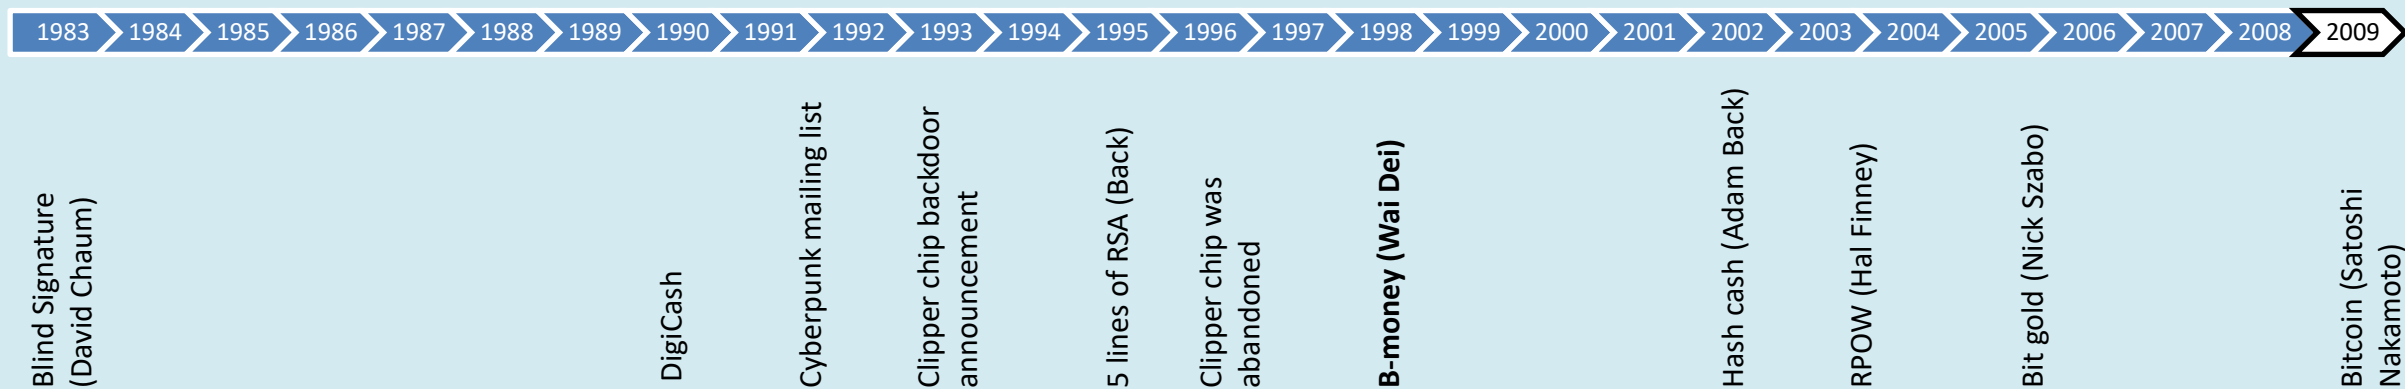 1983 1984 1985 1986 1987 1988 1989 1990 1991 1992 1993 1994 1995 1996 1997 1998 1999 2000 2001 2002 2003 2004 2005 2006 2007 2008 2009
Blind Signature
(David Chaum)
DigiCash
Cyberpunk mailing list
Clipper chip backdoor
announcement
5 lines of RSA (Back)
Clipper chip was
abandoned
B-money (Wai Dei)
Hash cash (Adam Back)
RPOW (Hal Finney)
Bit gold (Nick Szabo)
Bitcoin (Satoshi
Nakamoto)